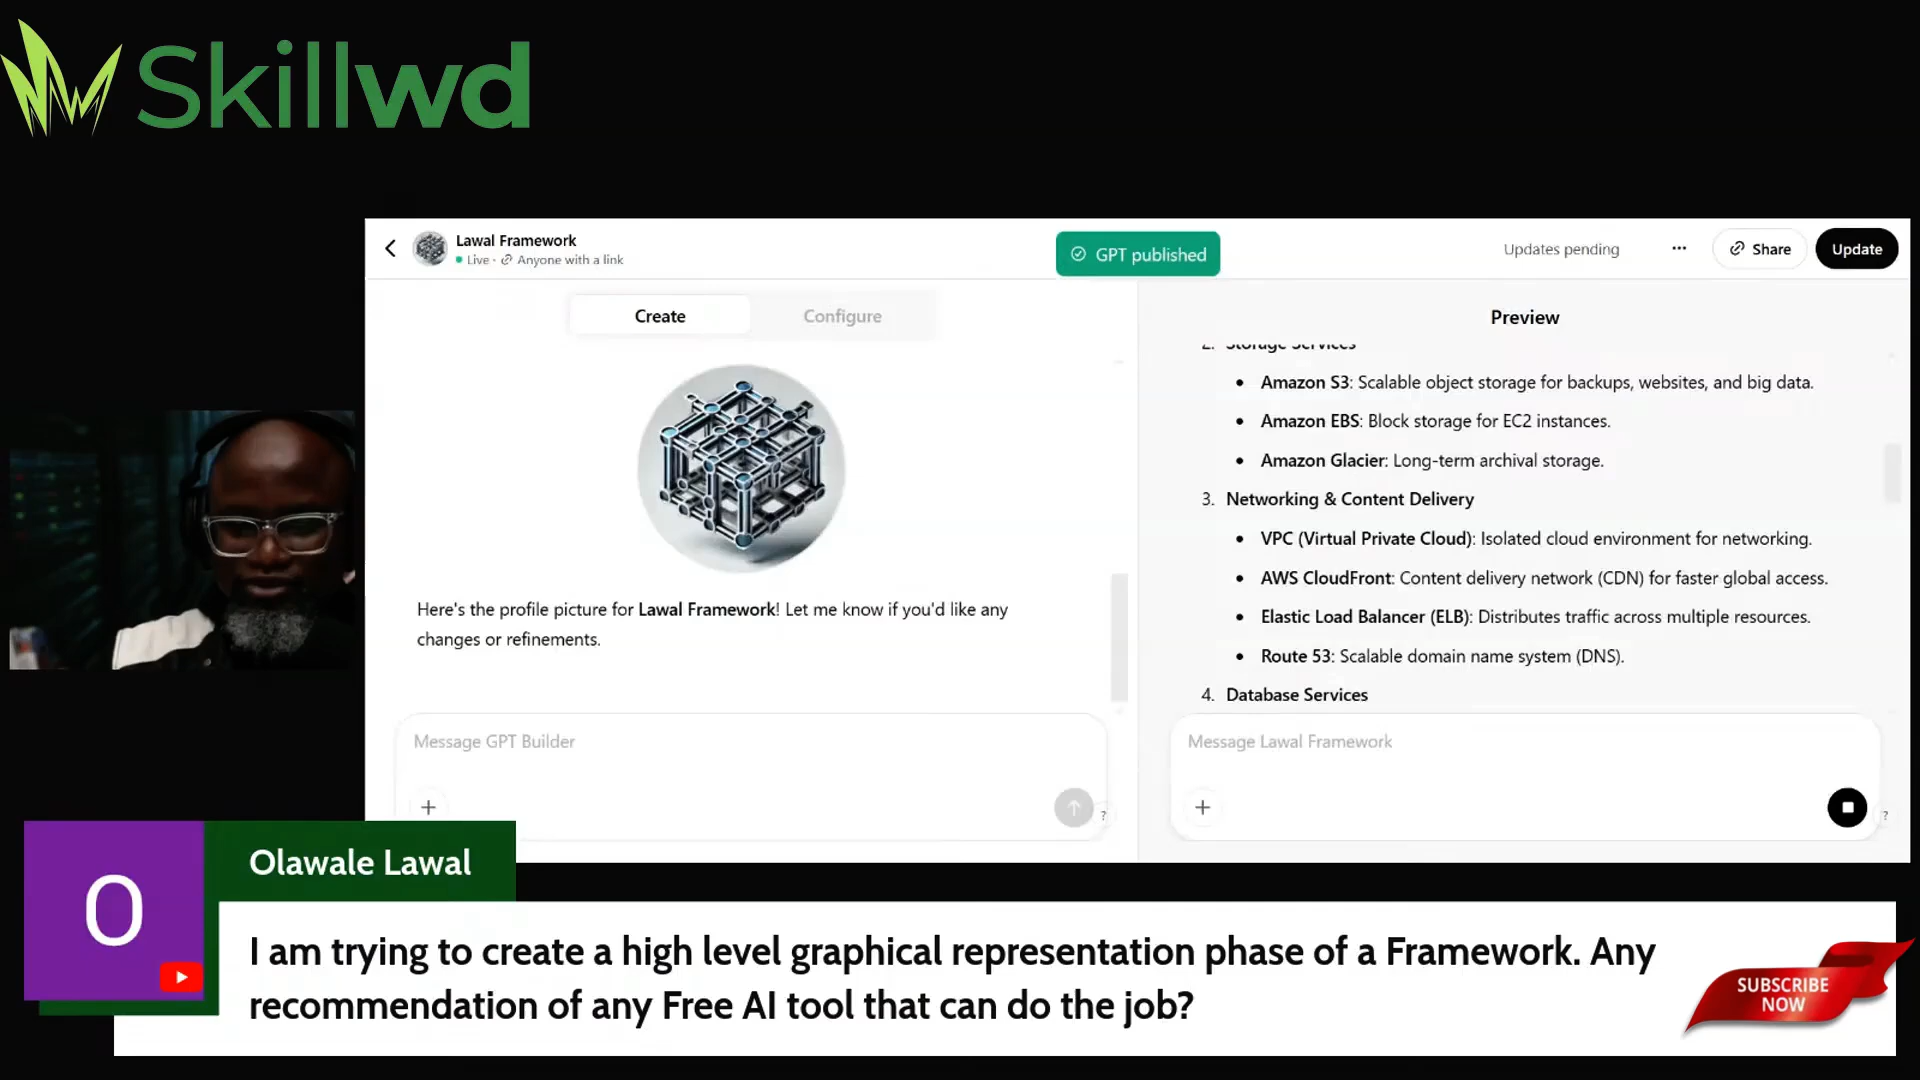 Skillwd
Lawal Framework
Live · Anyone with a link
GPT published
Updates pending
···
Share
Update
Create
Configure
Here's the profile picture for Lawal Framework! Let me know if you'd like any
changes or refinements.
Message GPT Builder
+
?
Preview
2. Storage Services
• Amazon S3: Scalable object storage for backups, websites, and big data.
• Amazon EBS: Block storage for EC2 instances.
• Amazon Glacier: Long-term archival storage.
3. Networking & Content Delivery
• VPC (Virtual Private Cloud): Isolated cloud environment for networking.
• AWS CloudFront: Content delivery network (CDN) for faster global access.
• Elastic Load Balancer (ELB): Distributes traffic across multiple resources.
• Route 53: Scalable domain name system (DNS).
4. Database Services
Message Lawal Framework
+
?
O
Olawale Lawal
I am trying to create a high level graphical representation phase of a Framework. Any
recommendation of any Free AI tool that can do the job?
SUBSCRIBE
NOW